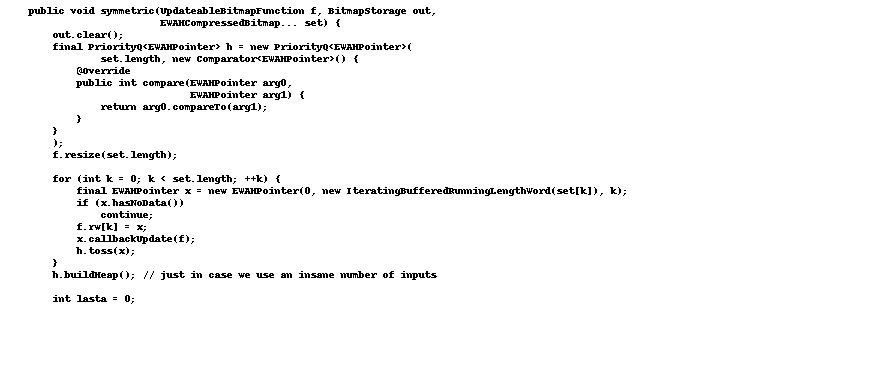 public void symmetric(UpdateableBitmapFunction f, BitmapStorage out,
EWAHCompressedBitmap... set) {
out.clear();
final PriorityQ<EWAHPointer> h = new PriorityQ<EWAHPointer>(
set.length, new Comparator<EWAHPointer>() {
@Override
public int compare(EWAHPointer arg0,
EWAHPointer arg1) {
return arg0.compareTo(arg1);
}
}
);
f.resize(set.length);
for (int k = 0; k < set.length; ++k) {
final EWAHPointer x = new EWAHPointer(0, new IteratingBufferedRunningLengthWord(set[k]), k);
if (x.hasNoData())
continue;
f.rw[k] = x;
x.callbackUpdate(f);
h.toss(x);
}
h.buildHeap(); // just in case we use an insane number of inputs
int lasta = 0;